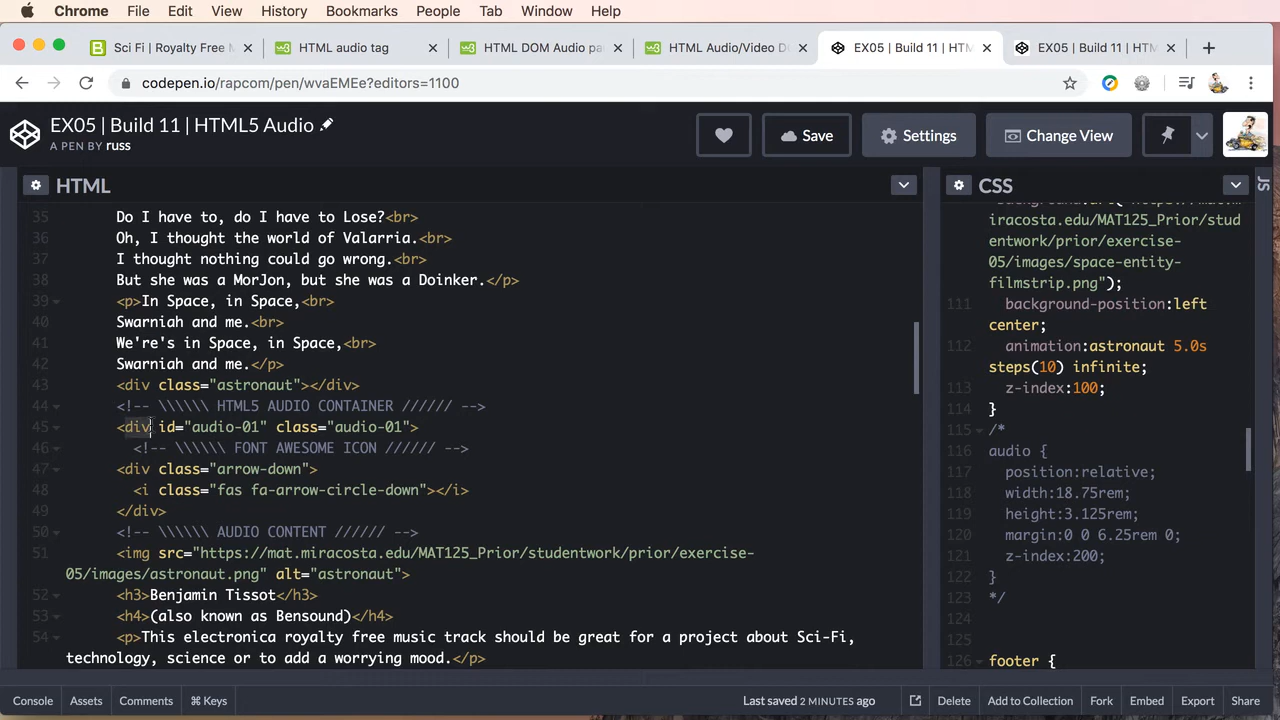 Chrome File Edit View History Bookmarks People Tab Window Help
Sci Fi | Royalty Free M × HTML audio tag × HTML DOM Audio pa × HTML Audio/Video D × EX05 | Build 11 | HTM × EX05 | Build 11 | HTM × +
codepen.io/rapcom/pen/wvaEMEe?editors=1100
EX05 | Build 11 | HTML5 Audio
A PEN BY russ
Save Settings Change View
HTML
35 Do I have to, do I have to Lose?<br>
36 Oh, I thought the world of Valarria.<br>
37 I thought nothing could go wrong.<br>
38 But she was a MorJon, but she was a Doinker.</p>
39 <p>In Space, in Space,<br>
40 Swarniah and me.<br>
41 We're's in Space, in Space,<br>
42 Swarniah and me.</p>
43 <div class="astronaut"></div>
44 <!-- \\\\\\ HTML5 AUDIO CONTAINER ////// -->
45 <div id="audio-01" class="audio-01">
46 <!-- \\\\\\ FONT AWESOME ICON ////// -->
47 <div class="arrow-down">
48 <i class="fas fa-arrow-circle-down"></i>
49 </div>
50 <!-- \\\\\\ AUDIO CONTENT ////// -->
51 <img src="https://mat.miracosta.edu/MAT125_Prior/studentwork/prior/exercise-
05/images/astronaut.png" alt="astronaut">
52 <h3>Benjamin Tissot</h3>
53 <h4>(also known as Bensound)</h4>
54 <p>This electronica royalty free music track should be great for a project about Sci-Fi,
technology, science or to add a worrying mood.</p>
CSS
JS
miracosta.edu/MAT125_Prior/stud
entwork/prior/exercise-
05/images/space-entity-
filmstrip.png");
111 background-position:left
center;
112 animation:astronaut 5.0s
steps(10) infinite;
113 z-index:100;
114 }
115 /*
116 audio {
117 position:relative;
118 width:18.75rem;
119 height:3.125rem;
120 margin:0 0 6.25rem 0;
121 z-index:200;
122 }
123 */
124
125
126 footer {
Console Assets Comments ⌘ Keys Last saved 2 MINUTES ago Delete Add to Collection Fork Embed Export Share